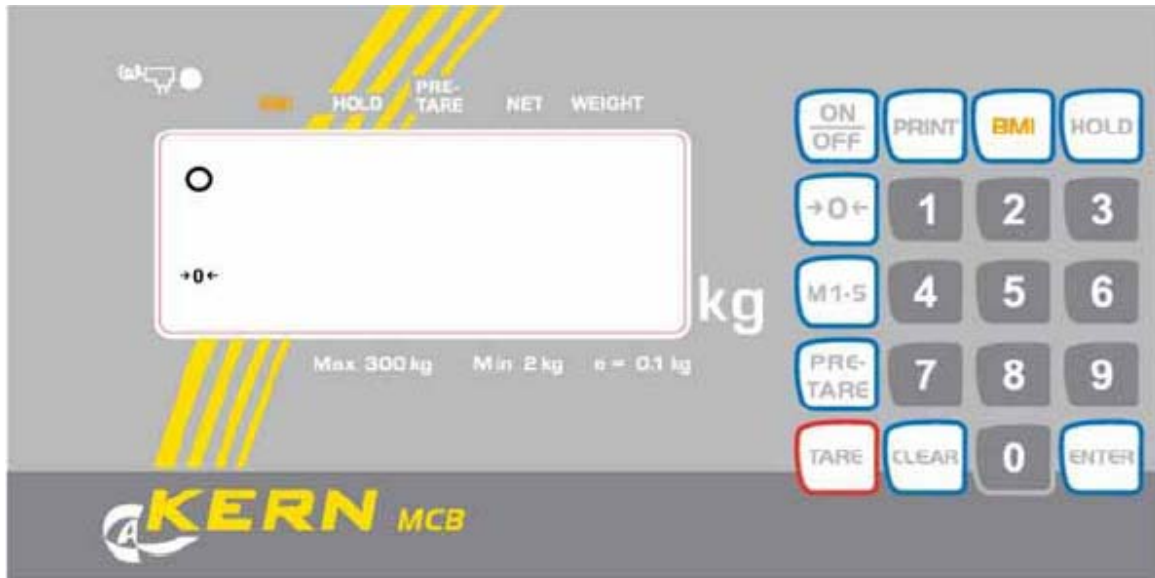 BMI HOLD PRE-TARE NET WEIGHT
→0←
kg
Max 300 kg Min 2 kg e = 0.1 kg
ON OFF PRINT BMI HOLD
→0← 1 2 3
M1-5 4 5 6
PRE-TARE 7 8 9
TARE CLEAR 0 ENTER
KERN MCB